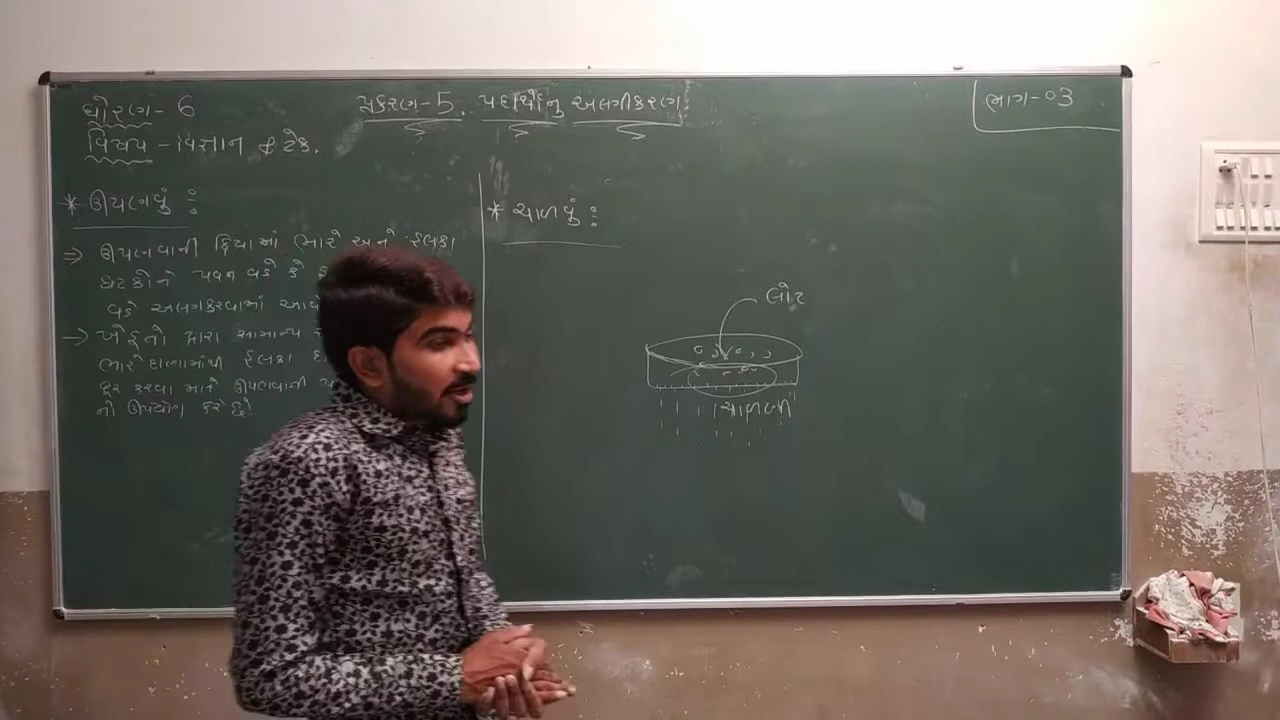 ધોરણ - 6
પ્રકરણ - 5. પદાર્થોનું અલગીકરણ:
ભાગ - 03
વિષય - વિજ્ઞાન & ટેક.
* ઊપણવું :
* ચાળવું :
⇒ ઊપણવાની ક્રિયામાં ભારે અને હલકા
ઘટકોને પવન વડે કે
વડે અલગ કરવામાં આવે
→ ખેડૂતો દ્વારા સામાન્ય
ભારે દાણામાંથી હલકા
દૂર કરવા માટે ઊપણવાની
નો ઊપયોગ કરે છે.
લોટ
ચાળણી